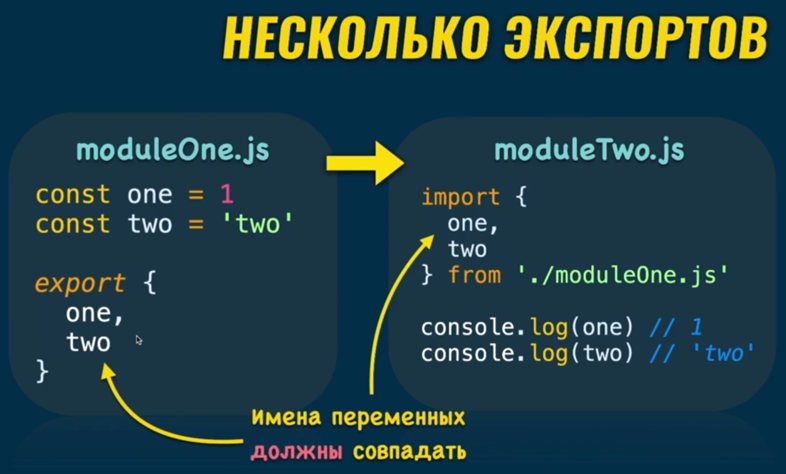 НЕСКОЛЬКО ЭКСПОРТОВ
moduleOne.js
const one = 1
const two = 'two'
export {
one,
two
}
moduleTwo.js
import {
one,
two
} from './moduleOne.js'
console.log(one) // 1
console.log(two) // 'two'
Имена переменных
должны совпадать